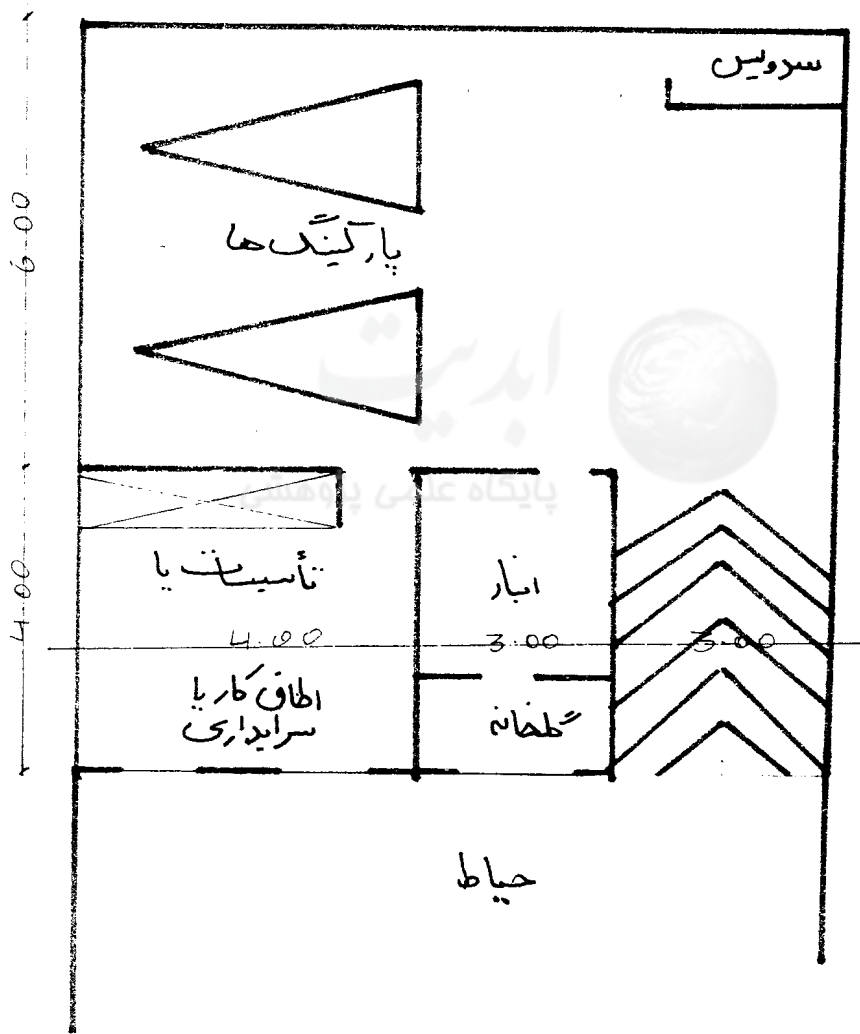 سرویس
6.00
پارکینگ ها
ابدیت
پایگاه علمی پژوهشی
تأسیسات یا
انبار
4.00
4.00
3.00
3.00
اطاق کار یا
سرایداری
گلخانه
حیاط